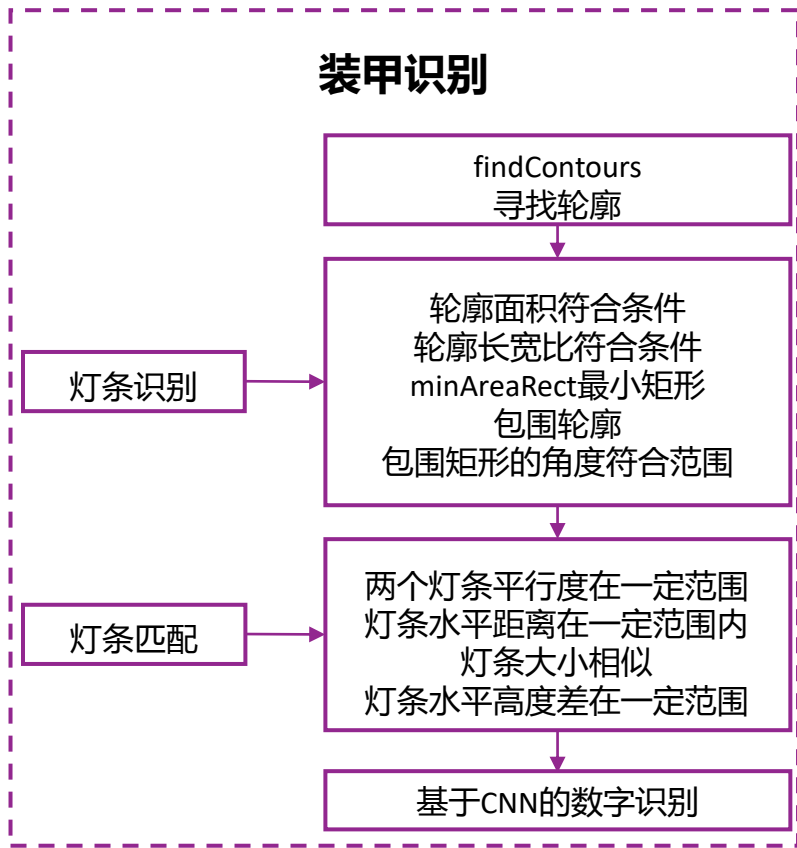 装甲识别
findContours
寻找轮廓
灯条识别
轮廓面积符合条件
轮廓长宽比符合条件
minAreaRect最小矩形
包围轮廓
包围矩形的角度符合范围
灯条匹配
两个灯条平行度在一定范围
灯条水平距离在一定范围内
灯条大小相似
灯条水平高度差在一定范围
基于CNN的数字识别